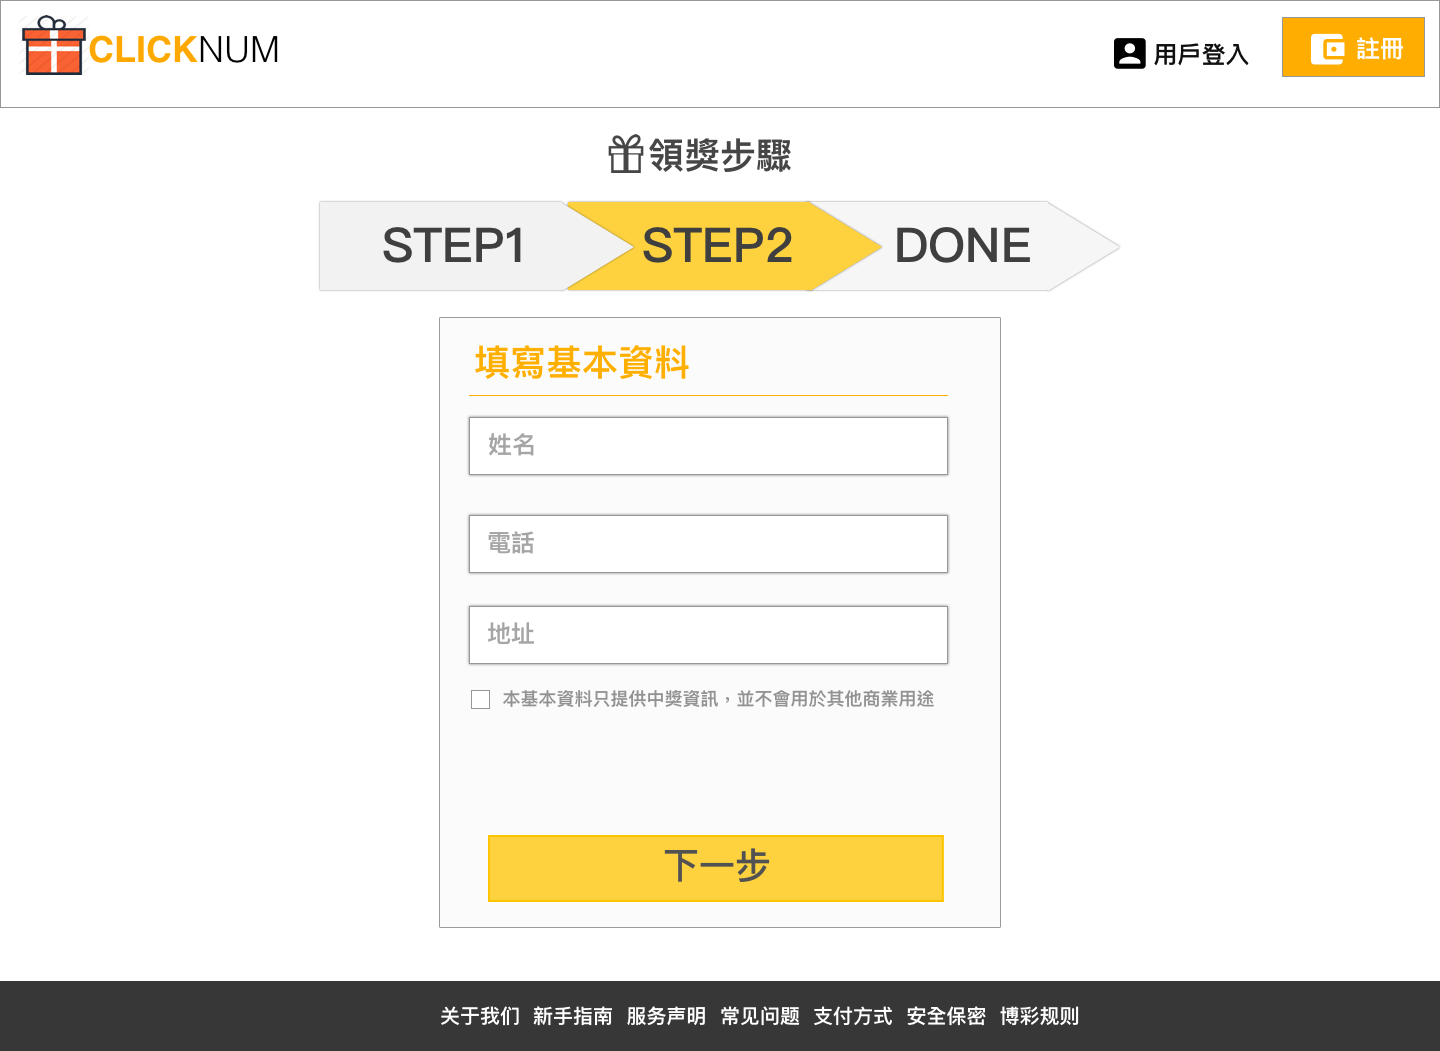 CLICKNUM
用戶登入
註冊
領獎步驟
STEP1
STEP2
DONE
填寫基本資料
姓名
電話
地址
本基本資料只提供中獎資訊，並不會用於其他商業用途
下一步
关于我们 新手指南 服务声明 常见问题 支付方式 安全保密 博彩规则